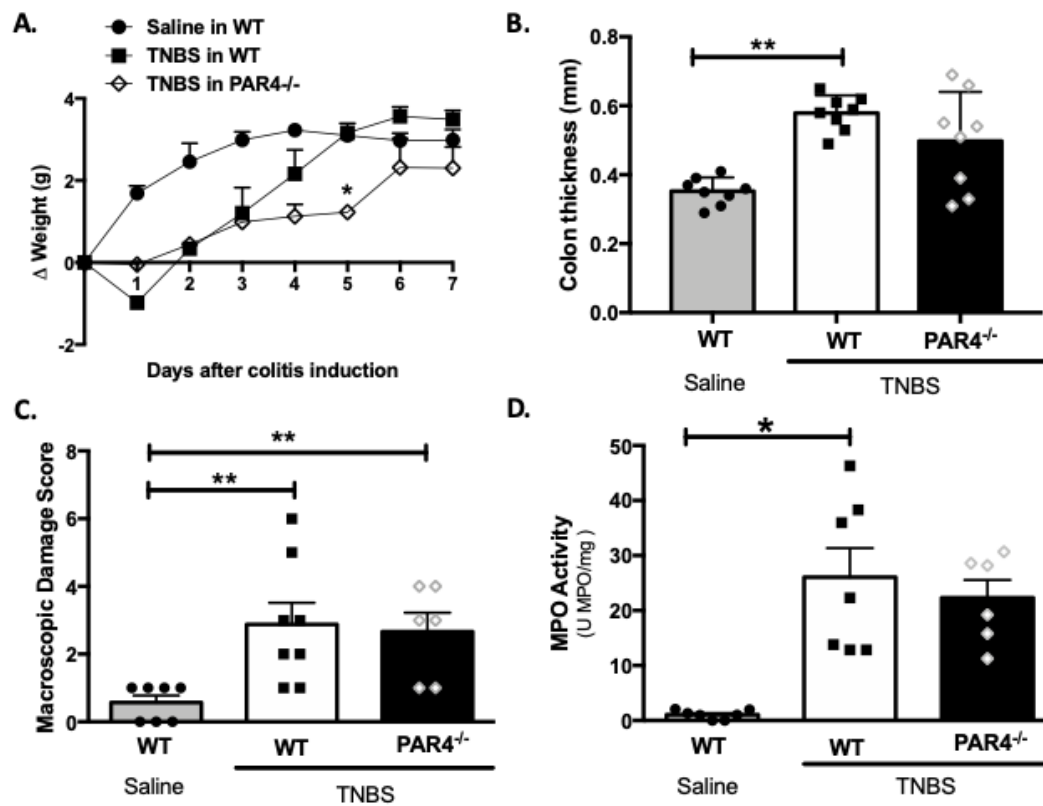 A.
Saline in WT
TNBS in WT
TNBS in PAR4-/-
Δ Weight (g)
4
2
0
-2
*
1 2 3 4 5 6 7
Days after colitis induction
B.
Colon thickness (mm)
0.8
0.6
0.4
0.2
0.0
**
WT WT PAR4-/-
Saline TNBS
C.
Macroscopic Damage Score
8
6
4
2
0
**
**
WT WT PAR4-/-
Saline TNBS
D.
MPO Activity
(U MPO/mg )
50
40
30
20
10
0
*
WT WT PAR4-/-
Saline TNBS